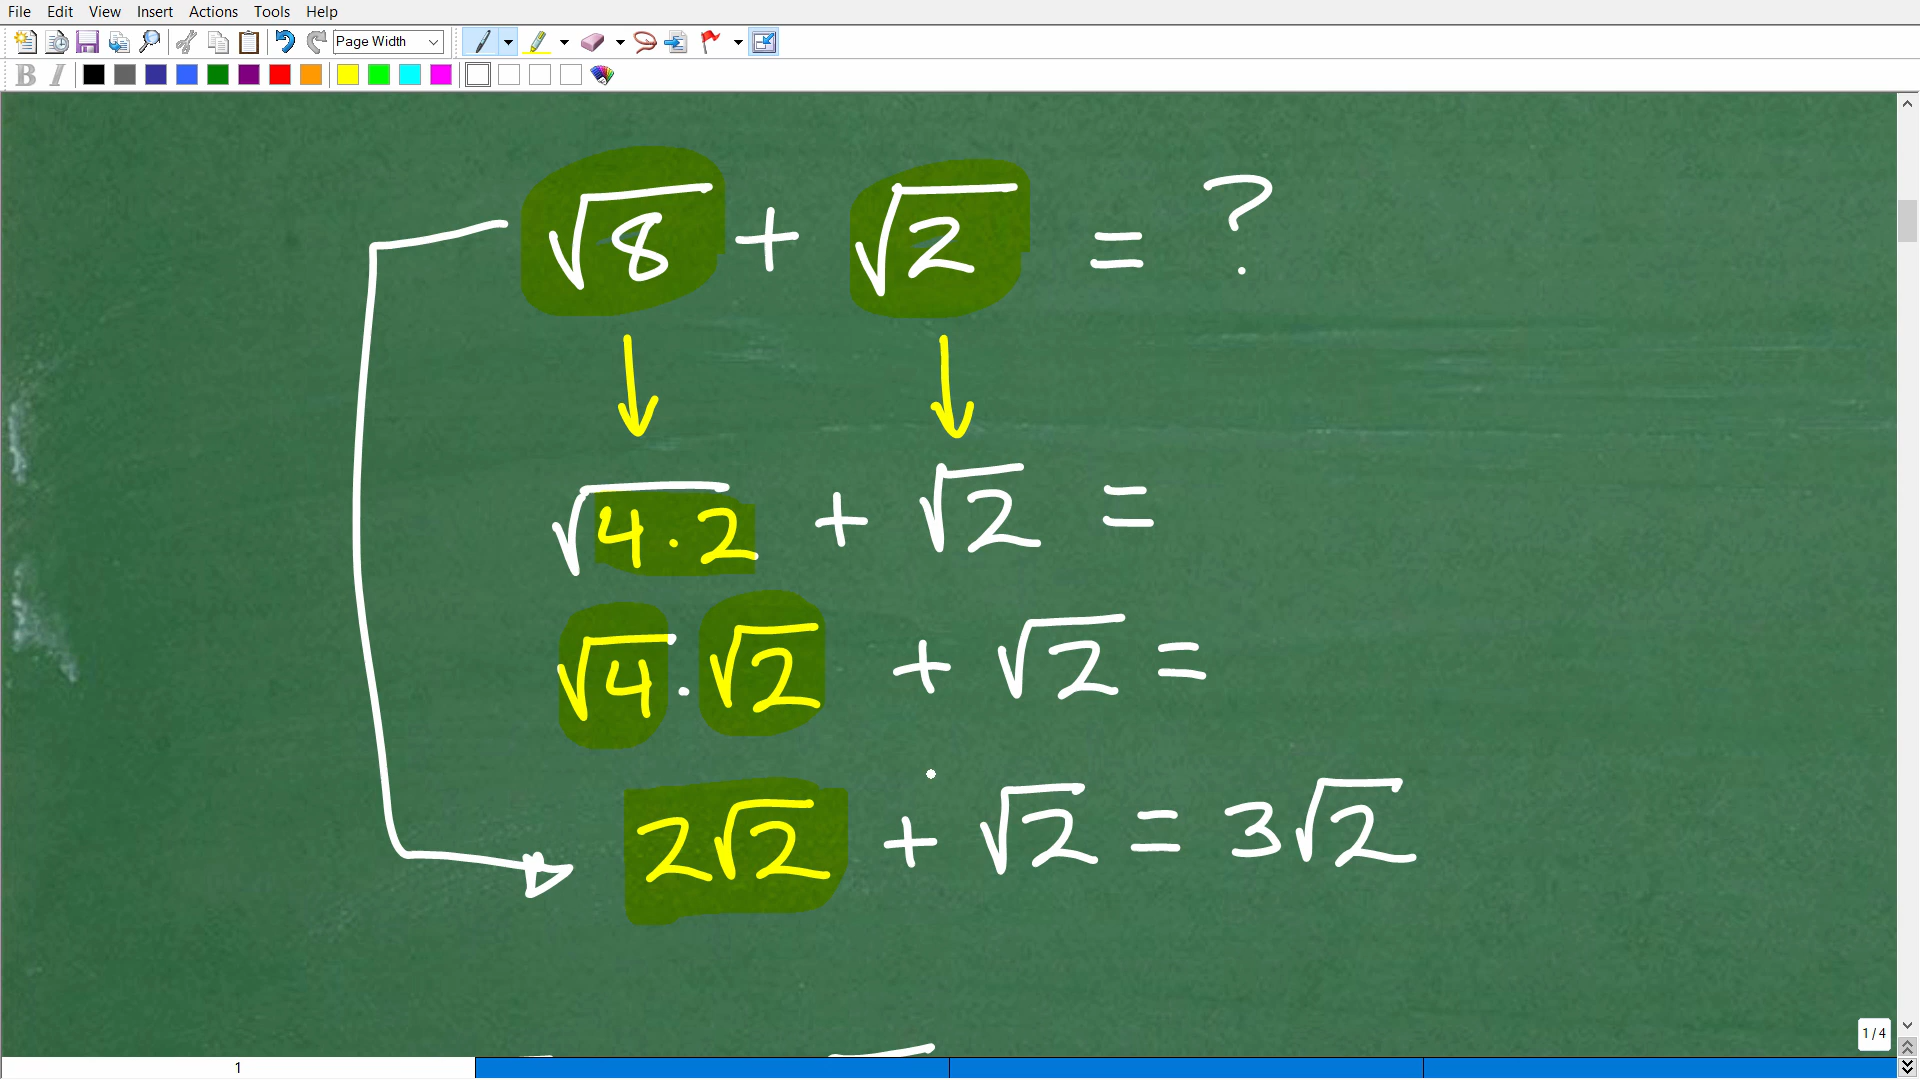 File Edit View Insert Actions Tools Help
Page Width
B I
√8 + √2 = ?
√4·2 + √2 =
√4 · √2 + √2 =
2√2 + √2 = 3√2
1 / 4
1